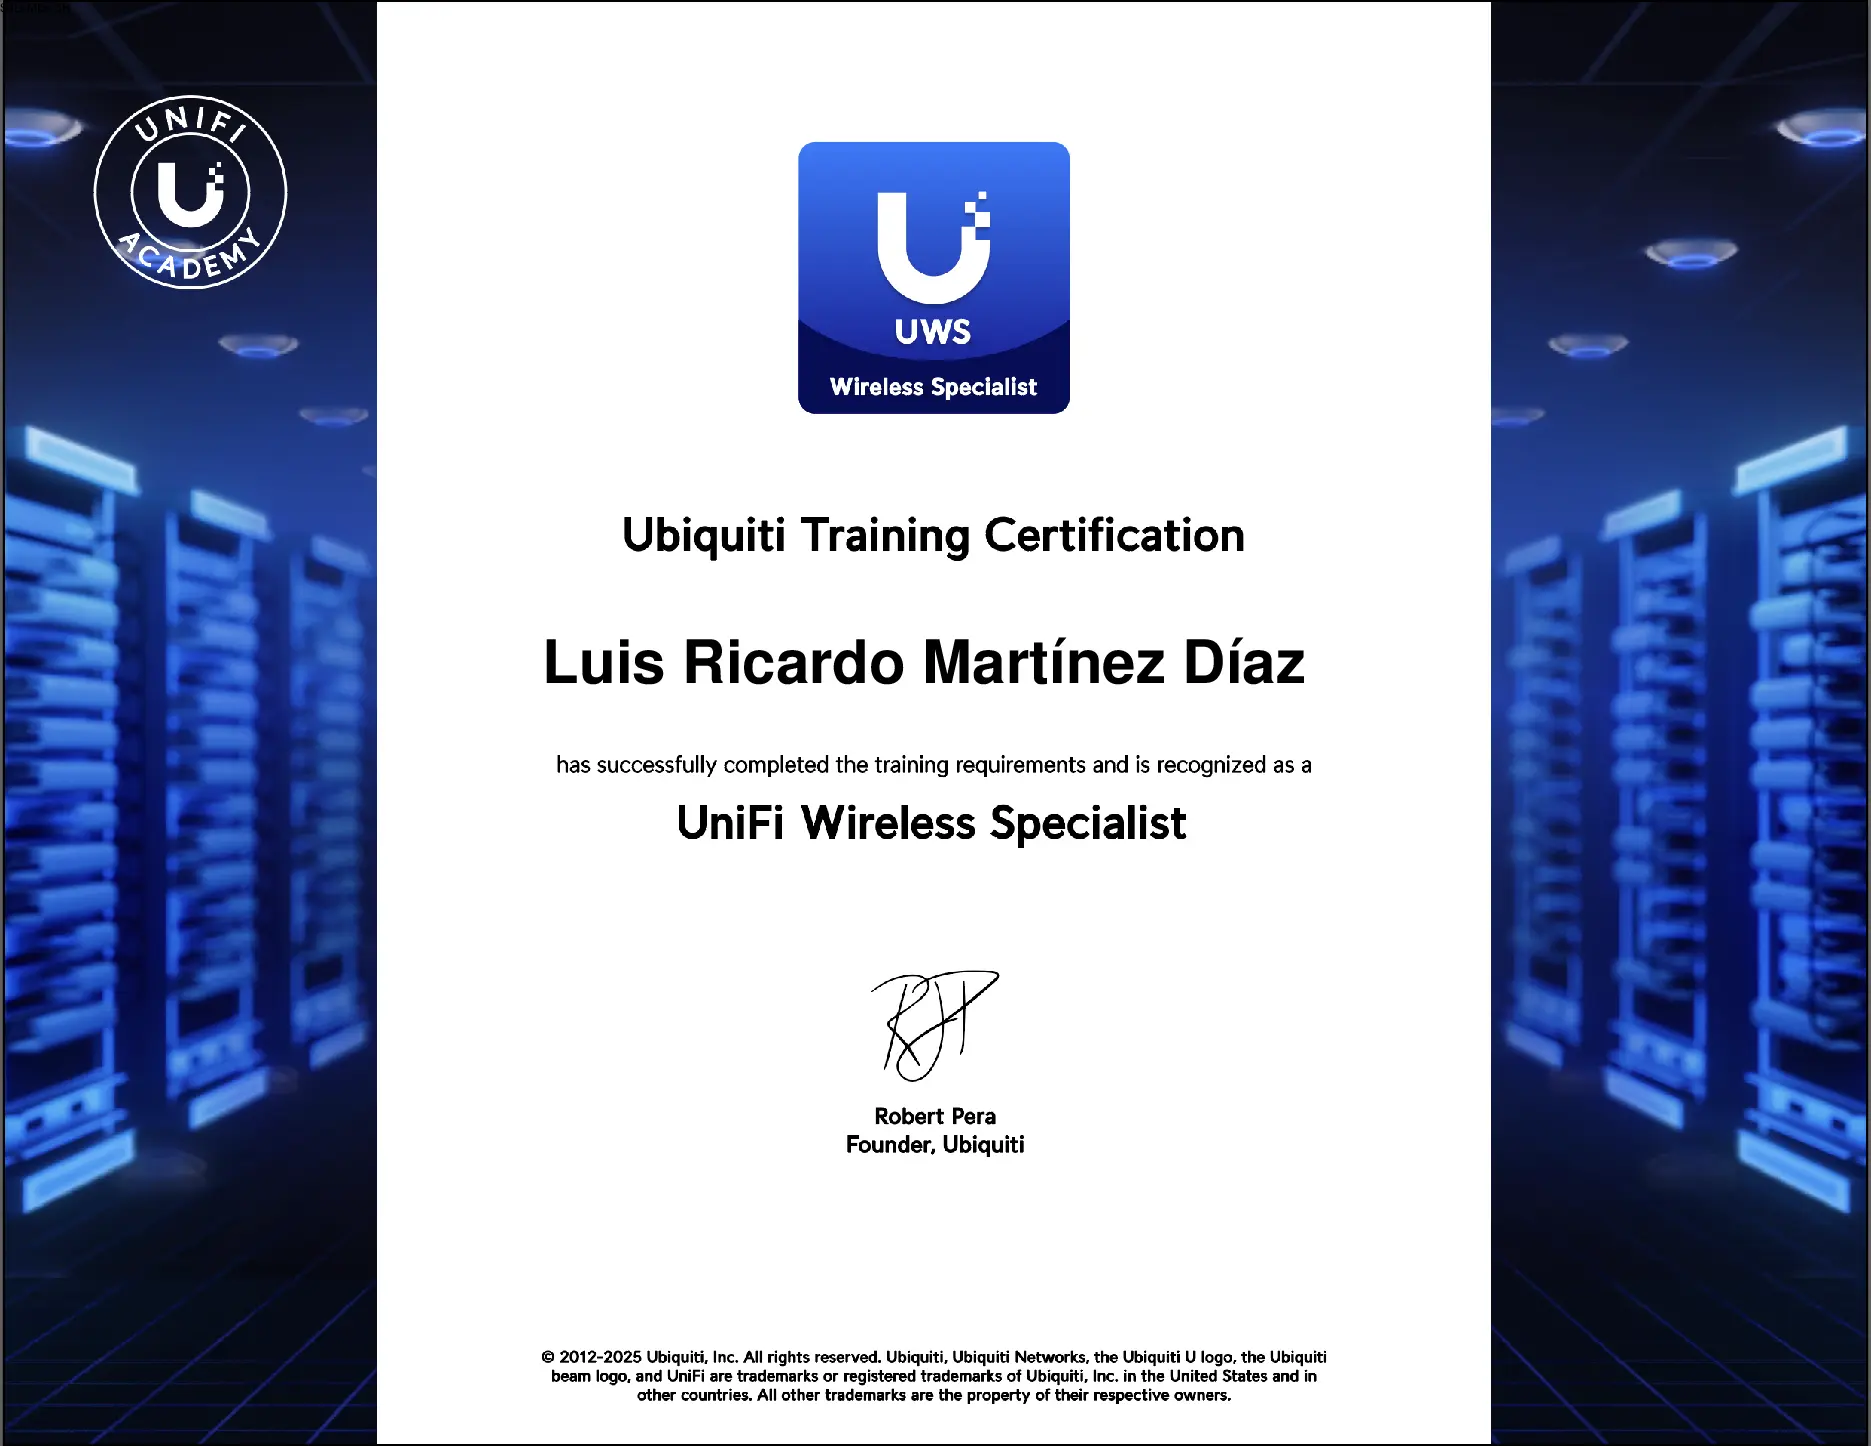 UNIFI
ACADEMY
UWS
Wireless Specialist
Ubiquiti Training Certification
Luis Ricardo Martínez Díaz
has successfully completed the training requirements and is recognized as a
UniFi Wireless Specialist
Robert Pera
Founder, Ubiquiti
© 2012-2025 Ubiquiti, Inc. All rights reserved. Ubiquiti, Ubiquiti Networks, the Ubiquiti U logo, the Ubiquiti
beam logo, and UniFi are trademarks or registered trademarks of Ubiquiti, Inc. in the United States and in
other countries. All other trademarks are the property of their respective owners.